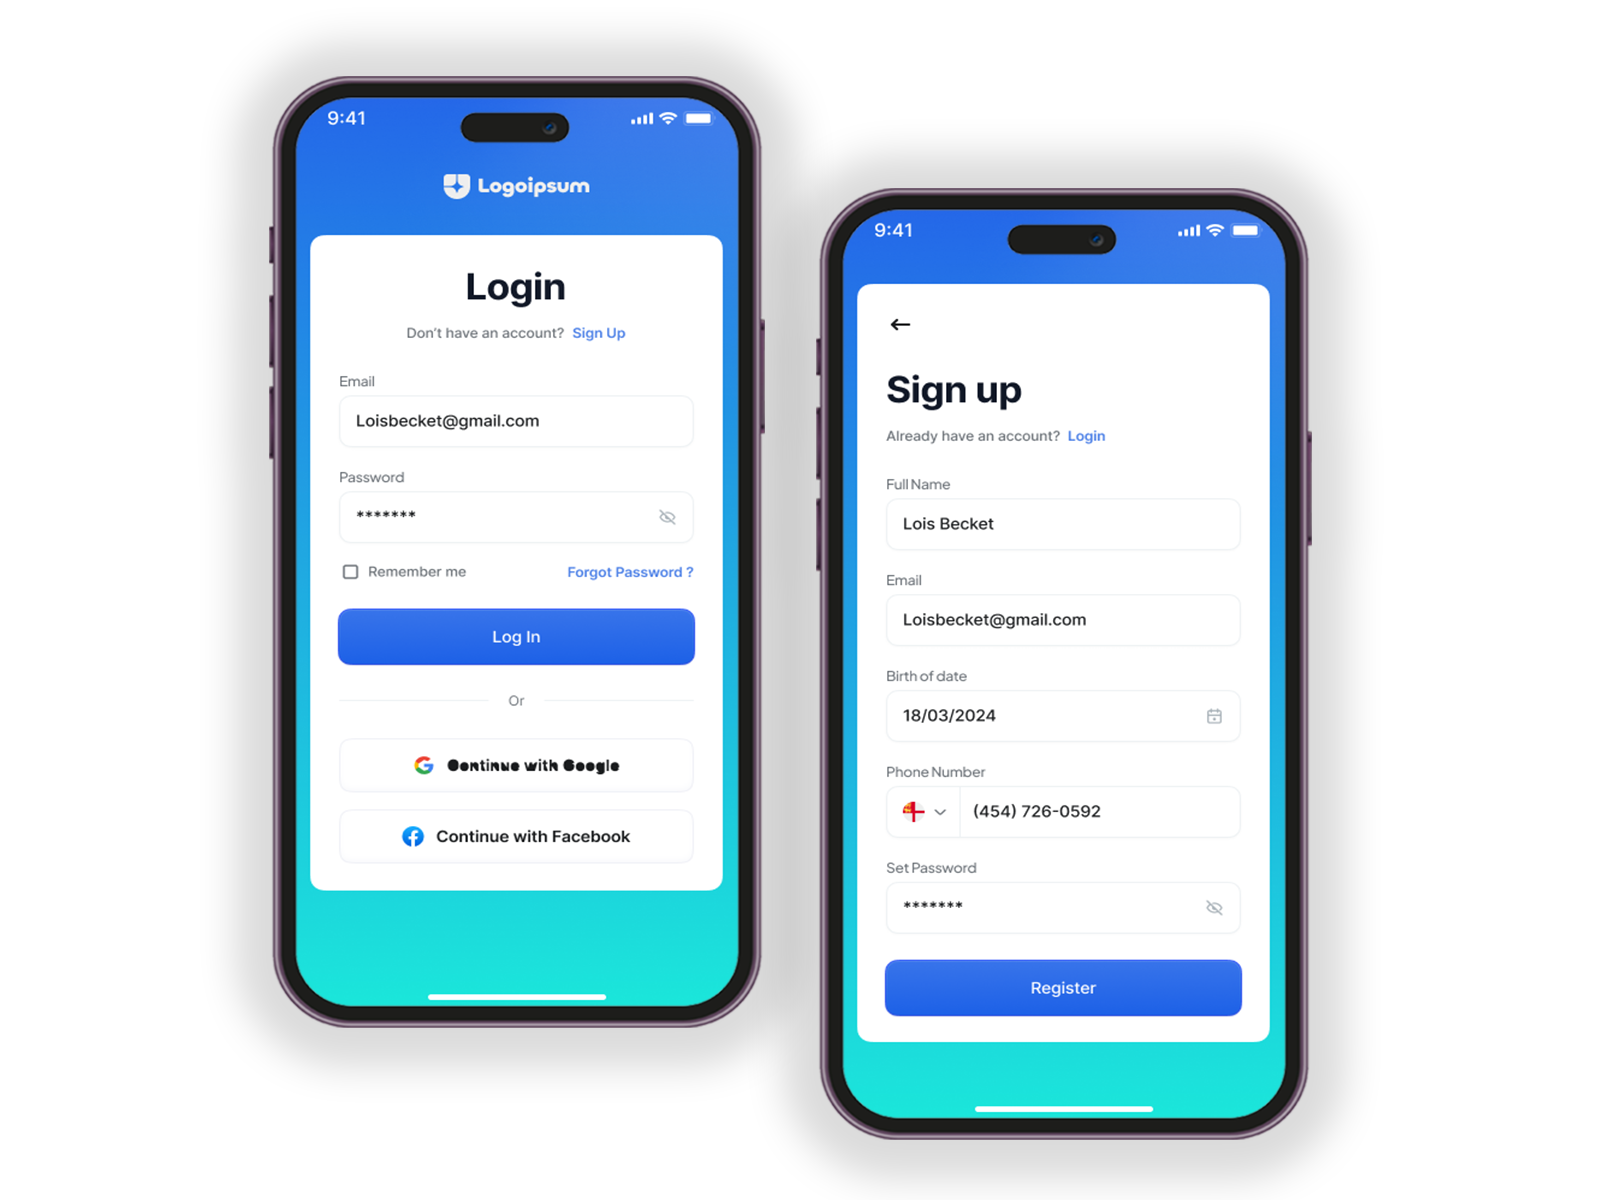 9:41
Logoipsum
Login
Don't have an account? Sign Up
Email
Loisbecket@gmail.com
Password
*******
Remember me Forgot Password ?
Log In
Or
Continue with Google
Continue with Facebook
9:41
Sign up
Already have an account? Login
Full Name
Lois Becket
Email
Loisbecket@gmail.com
Birth of date
18/03/2024
Phone Number
(454) 726-0592
Set Password
*******
Register